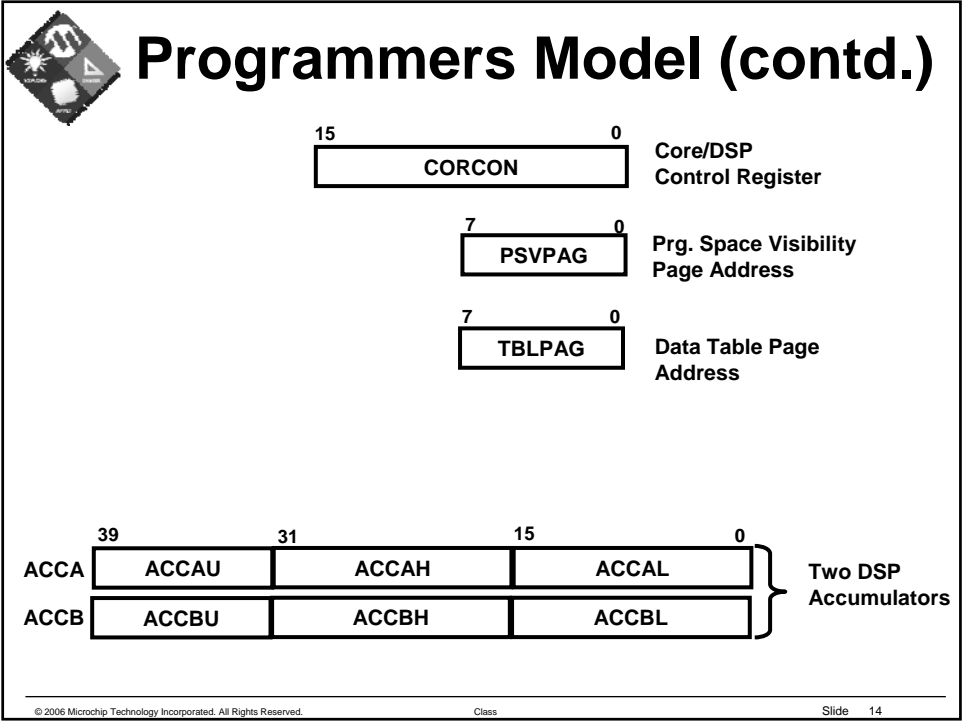 Programmers Model (contd.)
15 0
CORCON
Core/DSP
Control Register
7 0
PSVPAG
Prg. Space Visibility
Page Address
7 0
TBLPAG
Data Table Page
Address
39 31 15 0
ACCA ACCAU ACCAH ACCAL
ACCB ACCBU ACCBH ACCBL
Two DSP
Accumulators
© 2006 Microchip Technology Incorporated. All Rights Reserved. Class Slide 14